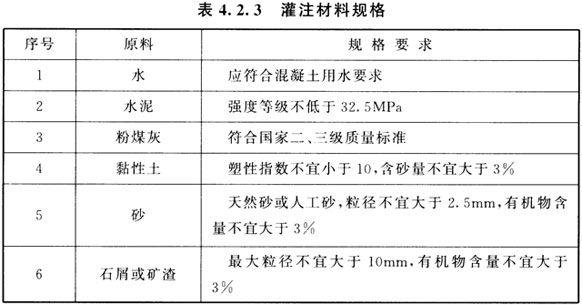 表 4.2.3 灌注材料规格
序号 原料 规格要求
1 水 应符合混凝土用水要求
2 水泥 强度等级不低于 32.5MPa
3 粉煤灰 符合国家二、三级质量标准
4 黏性土 塑性指数不宜小于 10,含砂量不宜大于 3%
5 砂 天然砂或人工砂,粒径不宜大于 2.5mm,有机物含
量不宜大于 3%
6 石屑或矿渣 最大粒径不宜大于 10mm,有机物含量不宜大于
3%